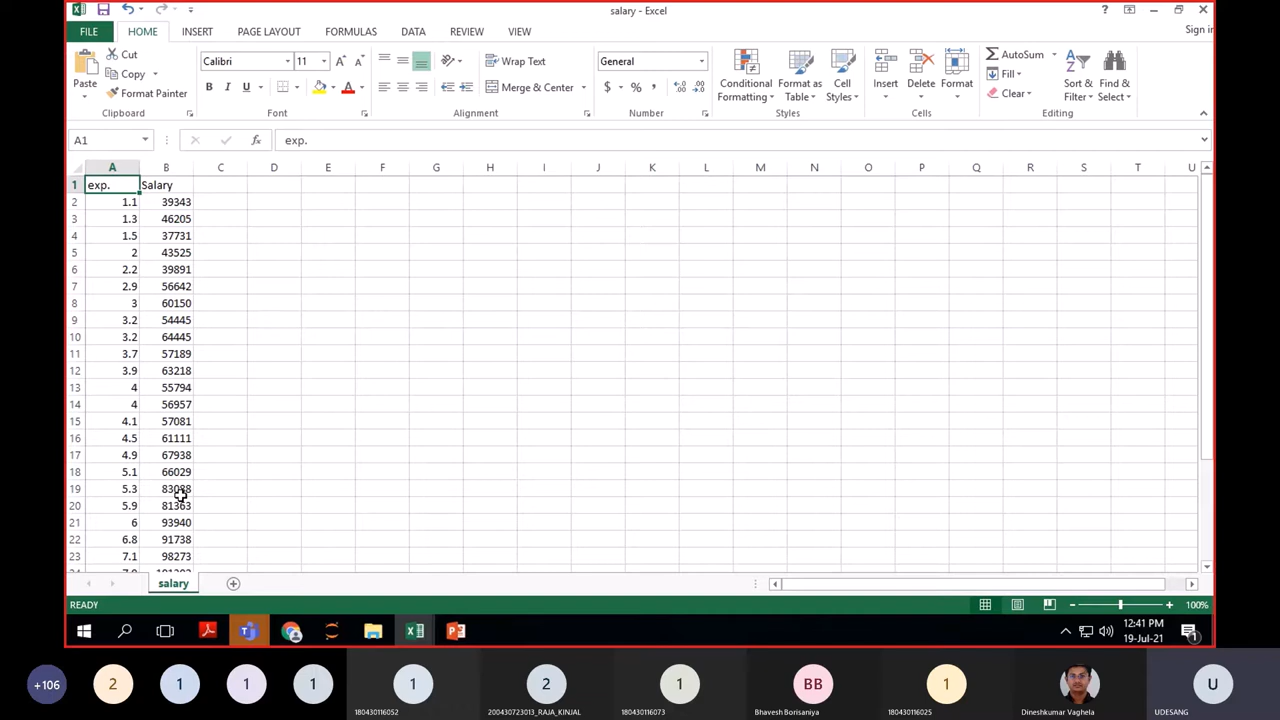 salary - Excel
Sign in
FILE HOME INSERT PAGE LAYOUT FORMULAS DATA REVIEW VIEW
Paste
Cut
Copy
Format Painter
Clipboard
Calibri 11
B I U
Font
Wrap Text
Merge & Center
Alignment
General
$ % ,
Number
Conditional Formatting
Format as Table
Cell Styles
Styles
Insert Delete Format
Cells
AutoSum
Fill
Clear
Sort & Filter
Find & Select
Editing
A1 fx exp.
A B C D E F G H I J K L M N O P Q R S T U
1 exp. Salary
2 1.1 39343
3 1.3 46205
4 1.5 37731
5 2 43525
6 2.2 39891
7 2.9 56642
8 3 60150
9 3.2 54445
10 3.2 64445
11 3.7 57189
12 3.9 63218
13 4 55794
14 4 56957
15 4.1 57081
16 4.5 61111
17 4.9 67938
18 5.1 66029
19 5.3 83088
20 5.9 81363
21 6 93940
22 6.8 91738
23 7.1 98273
salary
READY 100%
12:41 PM
19-Jul-21
+106 2 1 1 1 1 2 1 BB 1 U
180430116052 200430723013_RAJA_KINJAL 180430116073 Bhavesh Borisaniya 180430116025 Dineshkumar Vaghela UDESANG